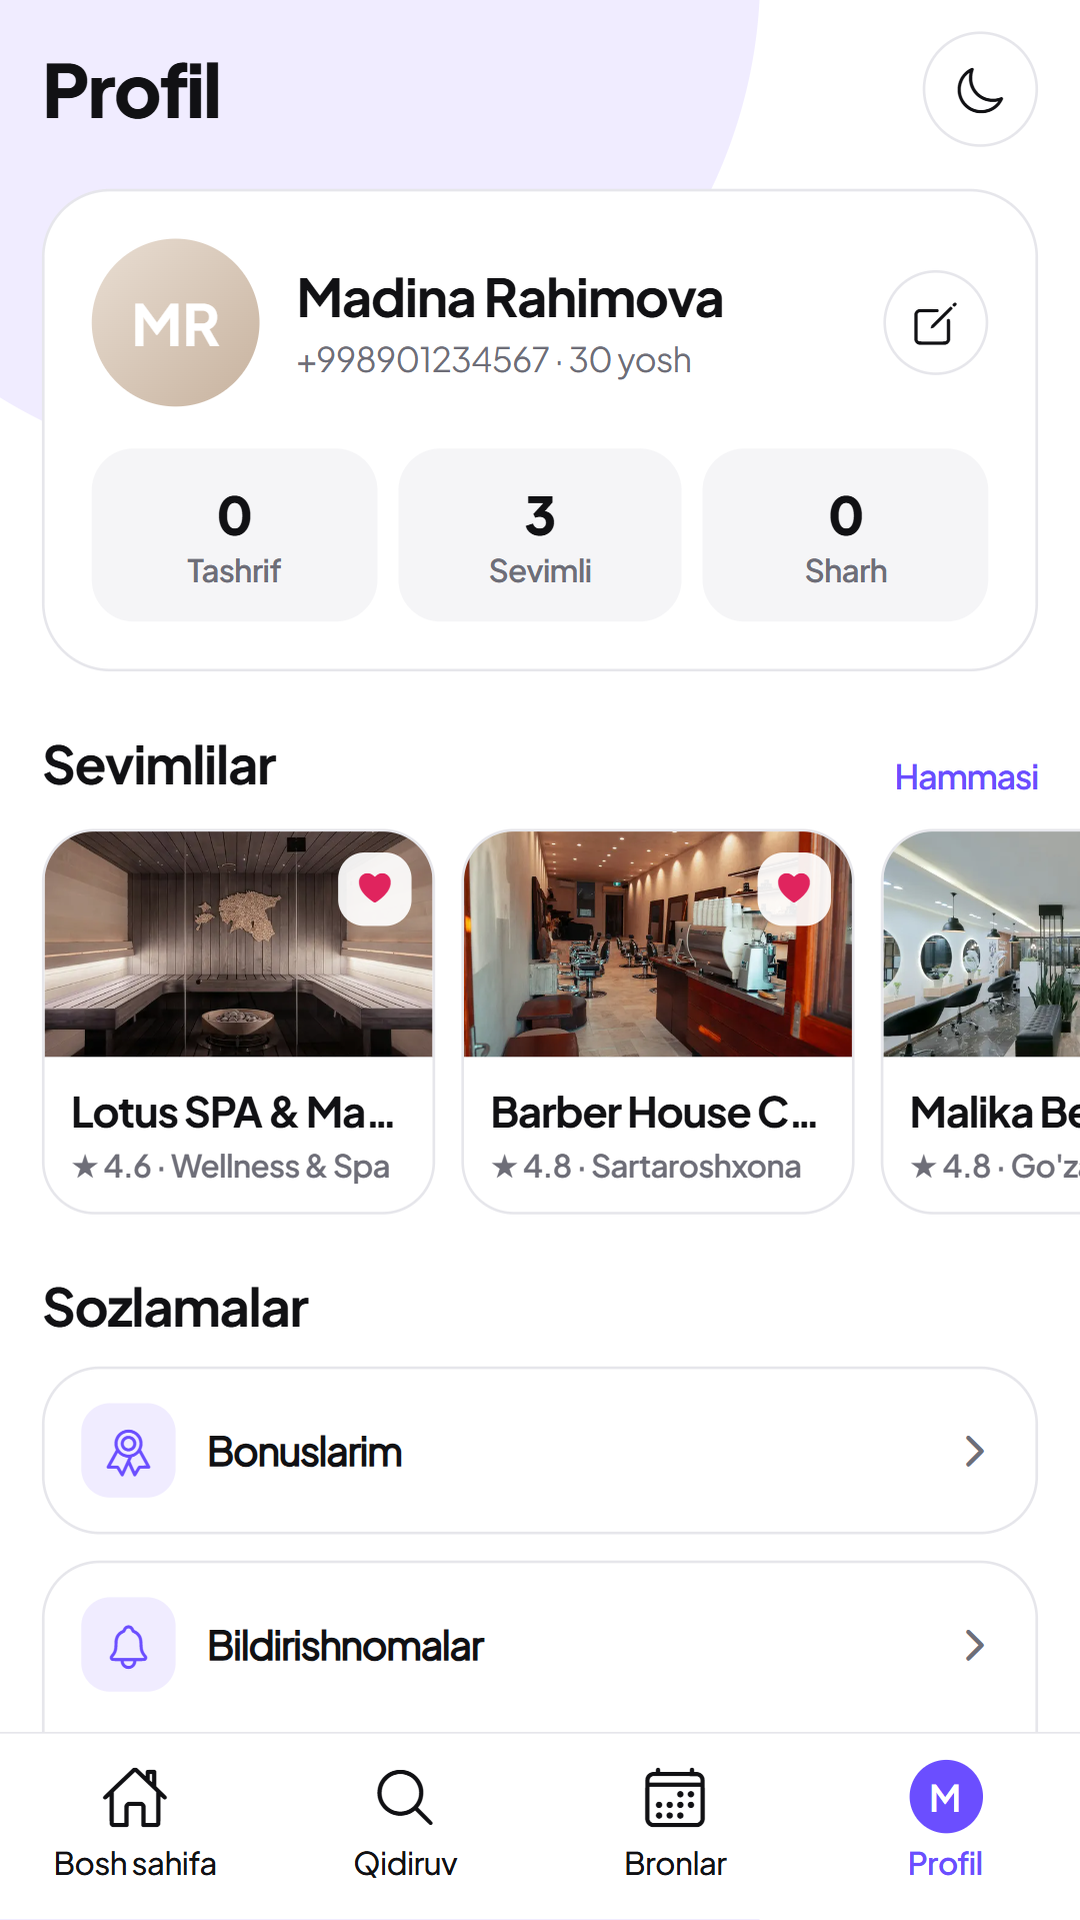 Profil
MR
Madina Rahimova
+998901234567 · 30 yosh
0
Tashrif
3
Sevimli
0
Sharh
Sevimlilar
Hammasi
Lotus SPA & Ma...
★ 4.6 · Wellness & Spa
Barber House C...
★ 4.8 · Sartaroshxona
Malika Be
★ 4.8 · Go'z
Sozlamalar
Bonuslarim
Bildirishnomalar
Bosh sahifa
Qidiruv
Bronlar
M
Profil